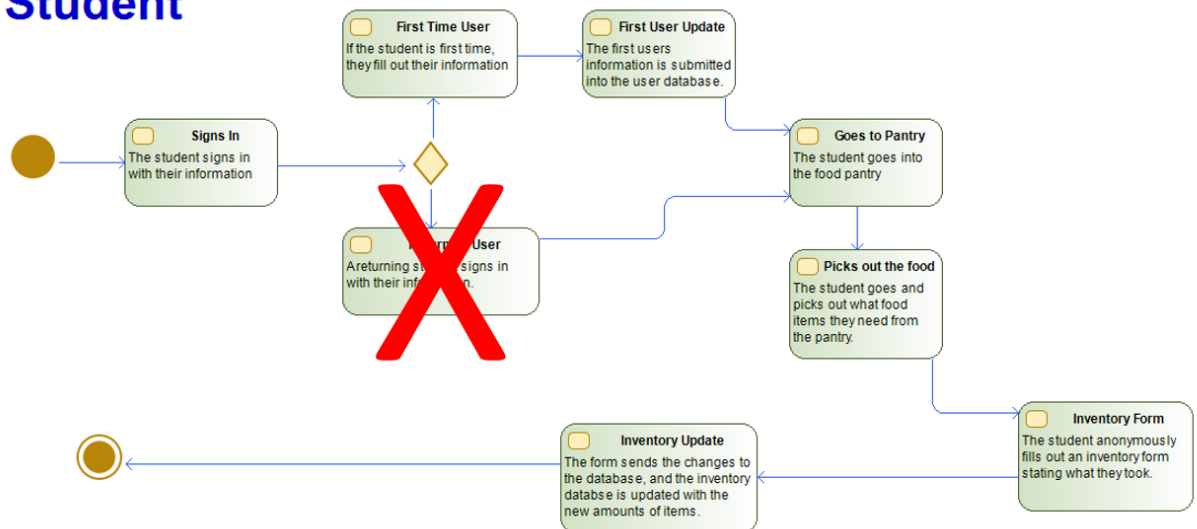 Student
First Time User
If the student is first time,
they fill out their information
First User Update
The first users
information is submitted
into the user database.
Signs In
The student signs in
with their information
Goes to Pantry
The student goes into
the food pantry
User
A returning signs in
with their
Picks out the food
The student goes and
picks out what food
items they need from
the pantry.
Inventory Form
The student anonymously
fills out an inventory form
stating what they took.
Inventory Update
The form sends the changes to
the database, and the inventory
databse is updated with the
new amounts of items.